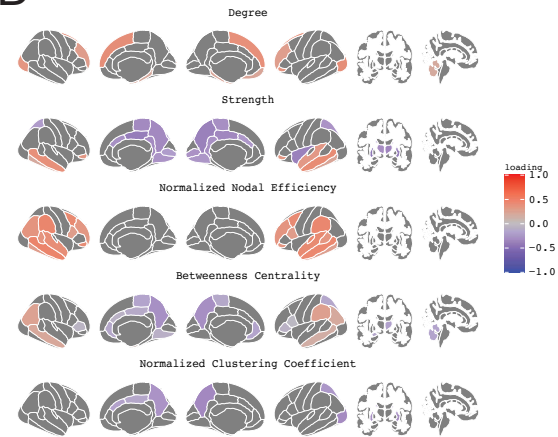 Degree
Strength
Normalized Nodal Efficiency
Betweenness Centrality
Normalized Clustering Coefficient
loading
1.0
0.5
0.0
−0.5
−1.0